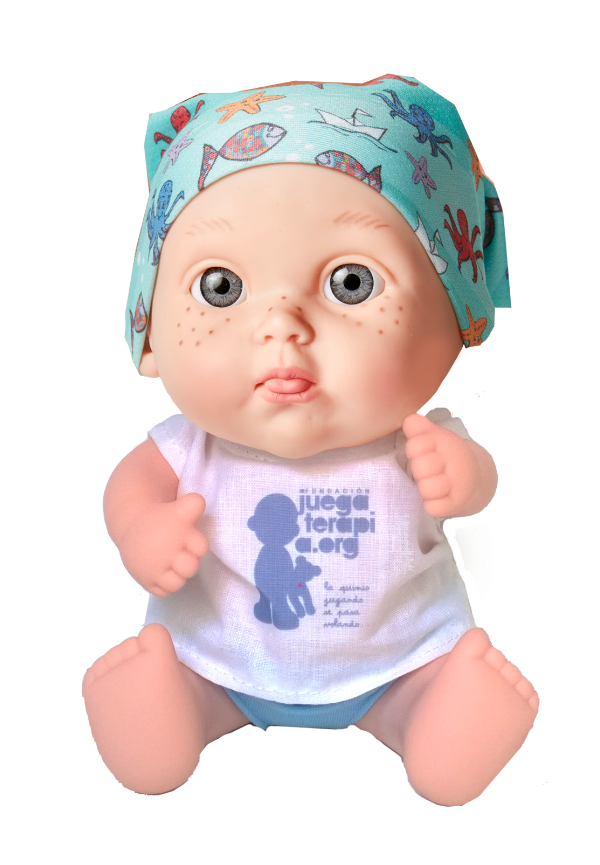 FUNDACIÓN
juega
terapi
a.org
la quimio
jugando
se pasa
volando